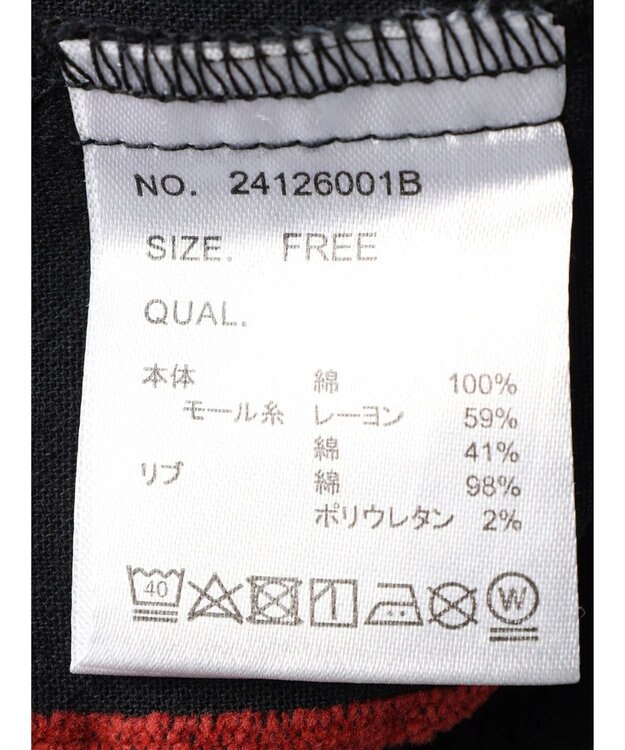 NO. 24126001B
SIZE. FREE
QUAL.
本体 綿 100%
モール糸 レーヨン 59%
綿 41%
リブ 綿 98%
ポリウレタン 2%
40 W